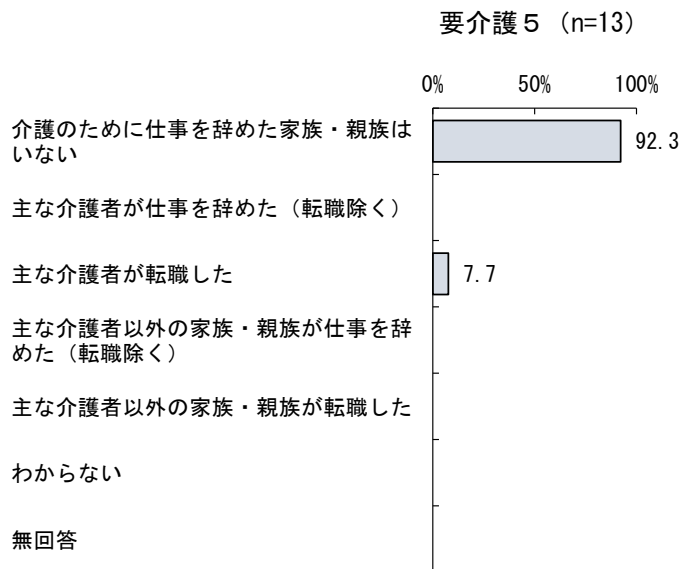 要介護５（n=13）
0%
50%
100%
介護のために仕事を辞めた家族・親族は
いない
92.3
主な介護者が仕事を辞めた（転職除く）
主な介護者が転職した
7.7
主な介護者以外の家族・親族が仕事を辞
めた（転職除く）
主な介護者以外の家族・親族が転職した
わからない
無回答